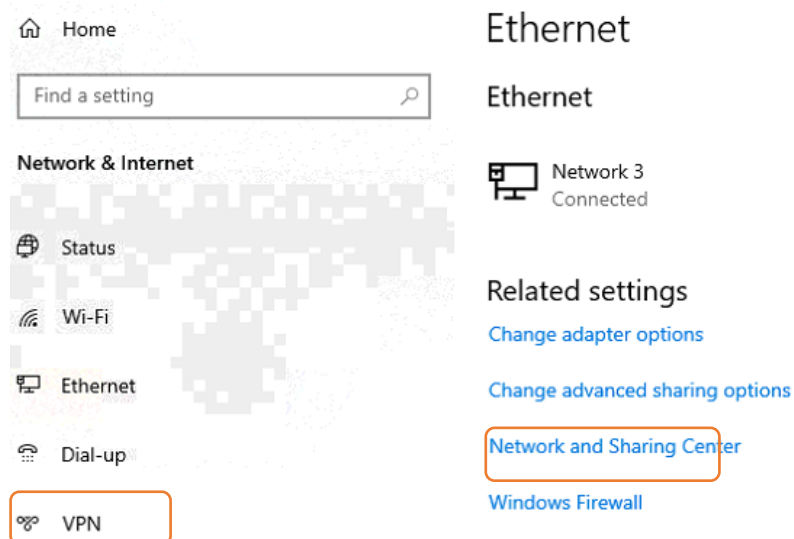 Home
Find a setting
Network & Internet
Status
Wi-Fi
Ethernet
Dial-up
VPN
Ethernet
Ethernet
Network 3
Connected
Related settings
Change adapter options
Change advanced sharing options
Network and Sharing Center
Windows Firewall